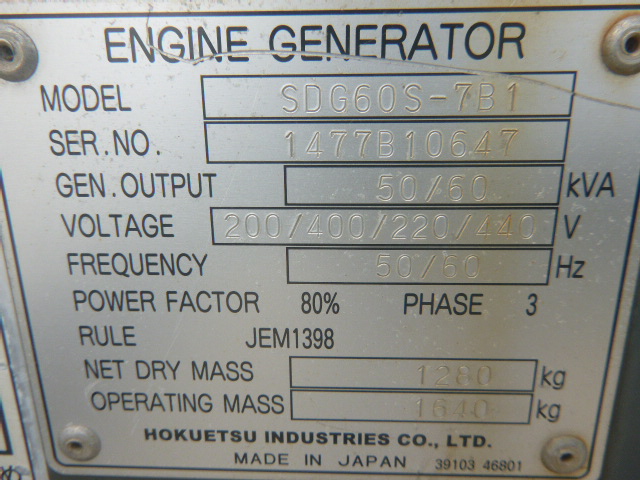 ENGINE GENERATOR
MODEL SDG60S-7B1
SER.NO. 1477B10647
GEN.OUTPUT 50/60 kVA
VOLTAGE 200/400/220/440 V
FREQUENCY 50/60 Hz
POWER FACTOR 80% PHASE 3
RULE JEM1398
NET DRY MASS 1280 kg
OPERATING MASS 1640 kg
HOKUETSU INDUSTRIES CO., LTD.
MADE IN JAPAN 39103 46801